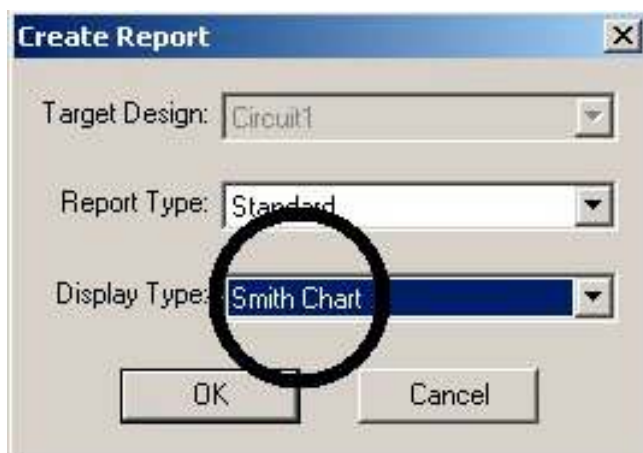 Create Report
Target Design: Circuit1
Report Type: Standard
Display Type: Smith Chart
OK Cancel